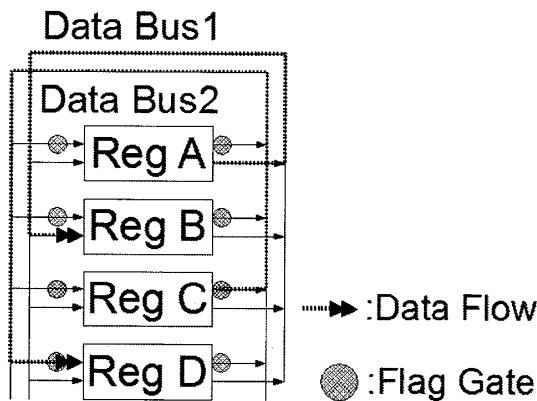 Data Bus1
Data Bus2
Reg A
Reg B
Reg C
:Data Flow
Reg D
:Flag Gate